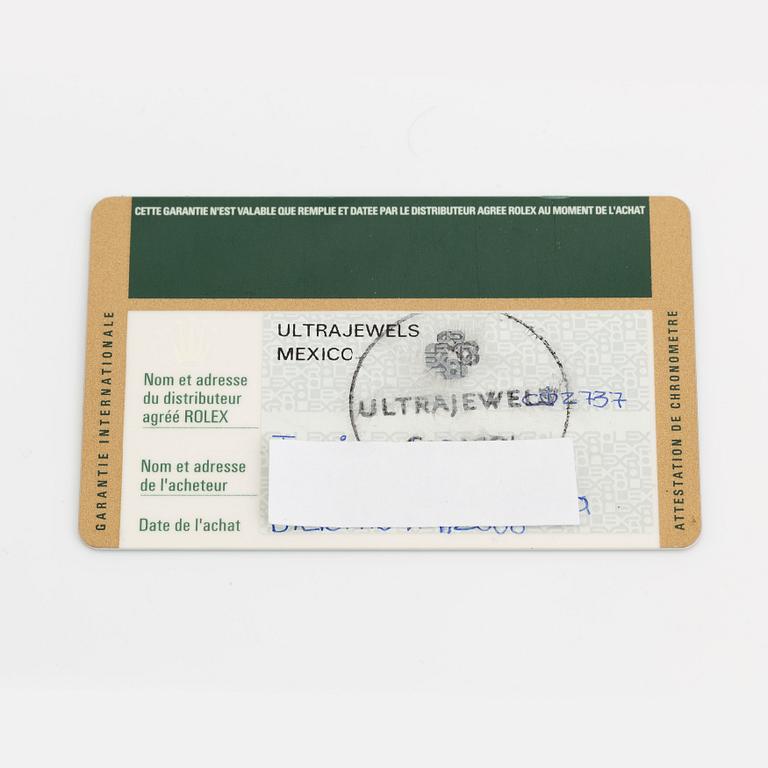 CETTE GARANTIE N'EST VALABLE QUE REMPLIE ET DATEE PAR LE DISTRIBUTEUR AGREE ROLEX AU MOMENT DE L'ACHAT
GARANTIE INTERNATIONALE
ULTRAJEWELS
MEXICO
Nom et adresse
du distributeur
agréé ROLEX
ULTRAJEWELS
Nom et adresse
de l'acheteur
Date de l'achat
ATTESTATION DE CHRONOMETRE